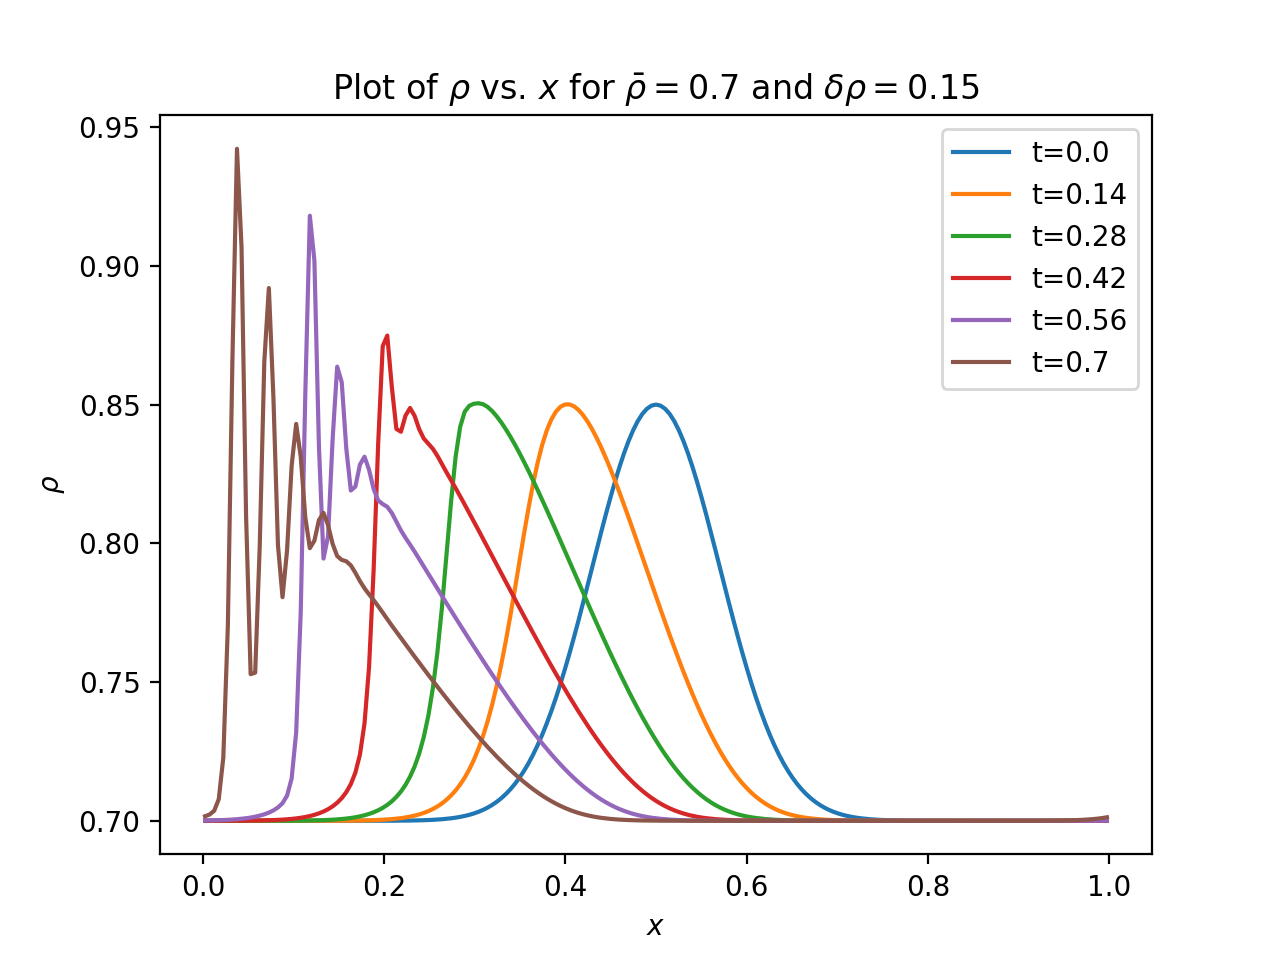 Plot of ρ vs. x for ρ̄ = 0.7 and δρ = 0.15
0.95
0.90
0.85
0.80
0.75
0.70
ρ
0.0 0.2 0.4 0.6 0.8 1.0
x
t=0.0
t=0.14
t=0.28
t=0.42
t=0.56
t=0.7